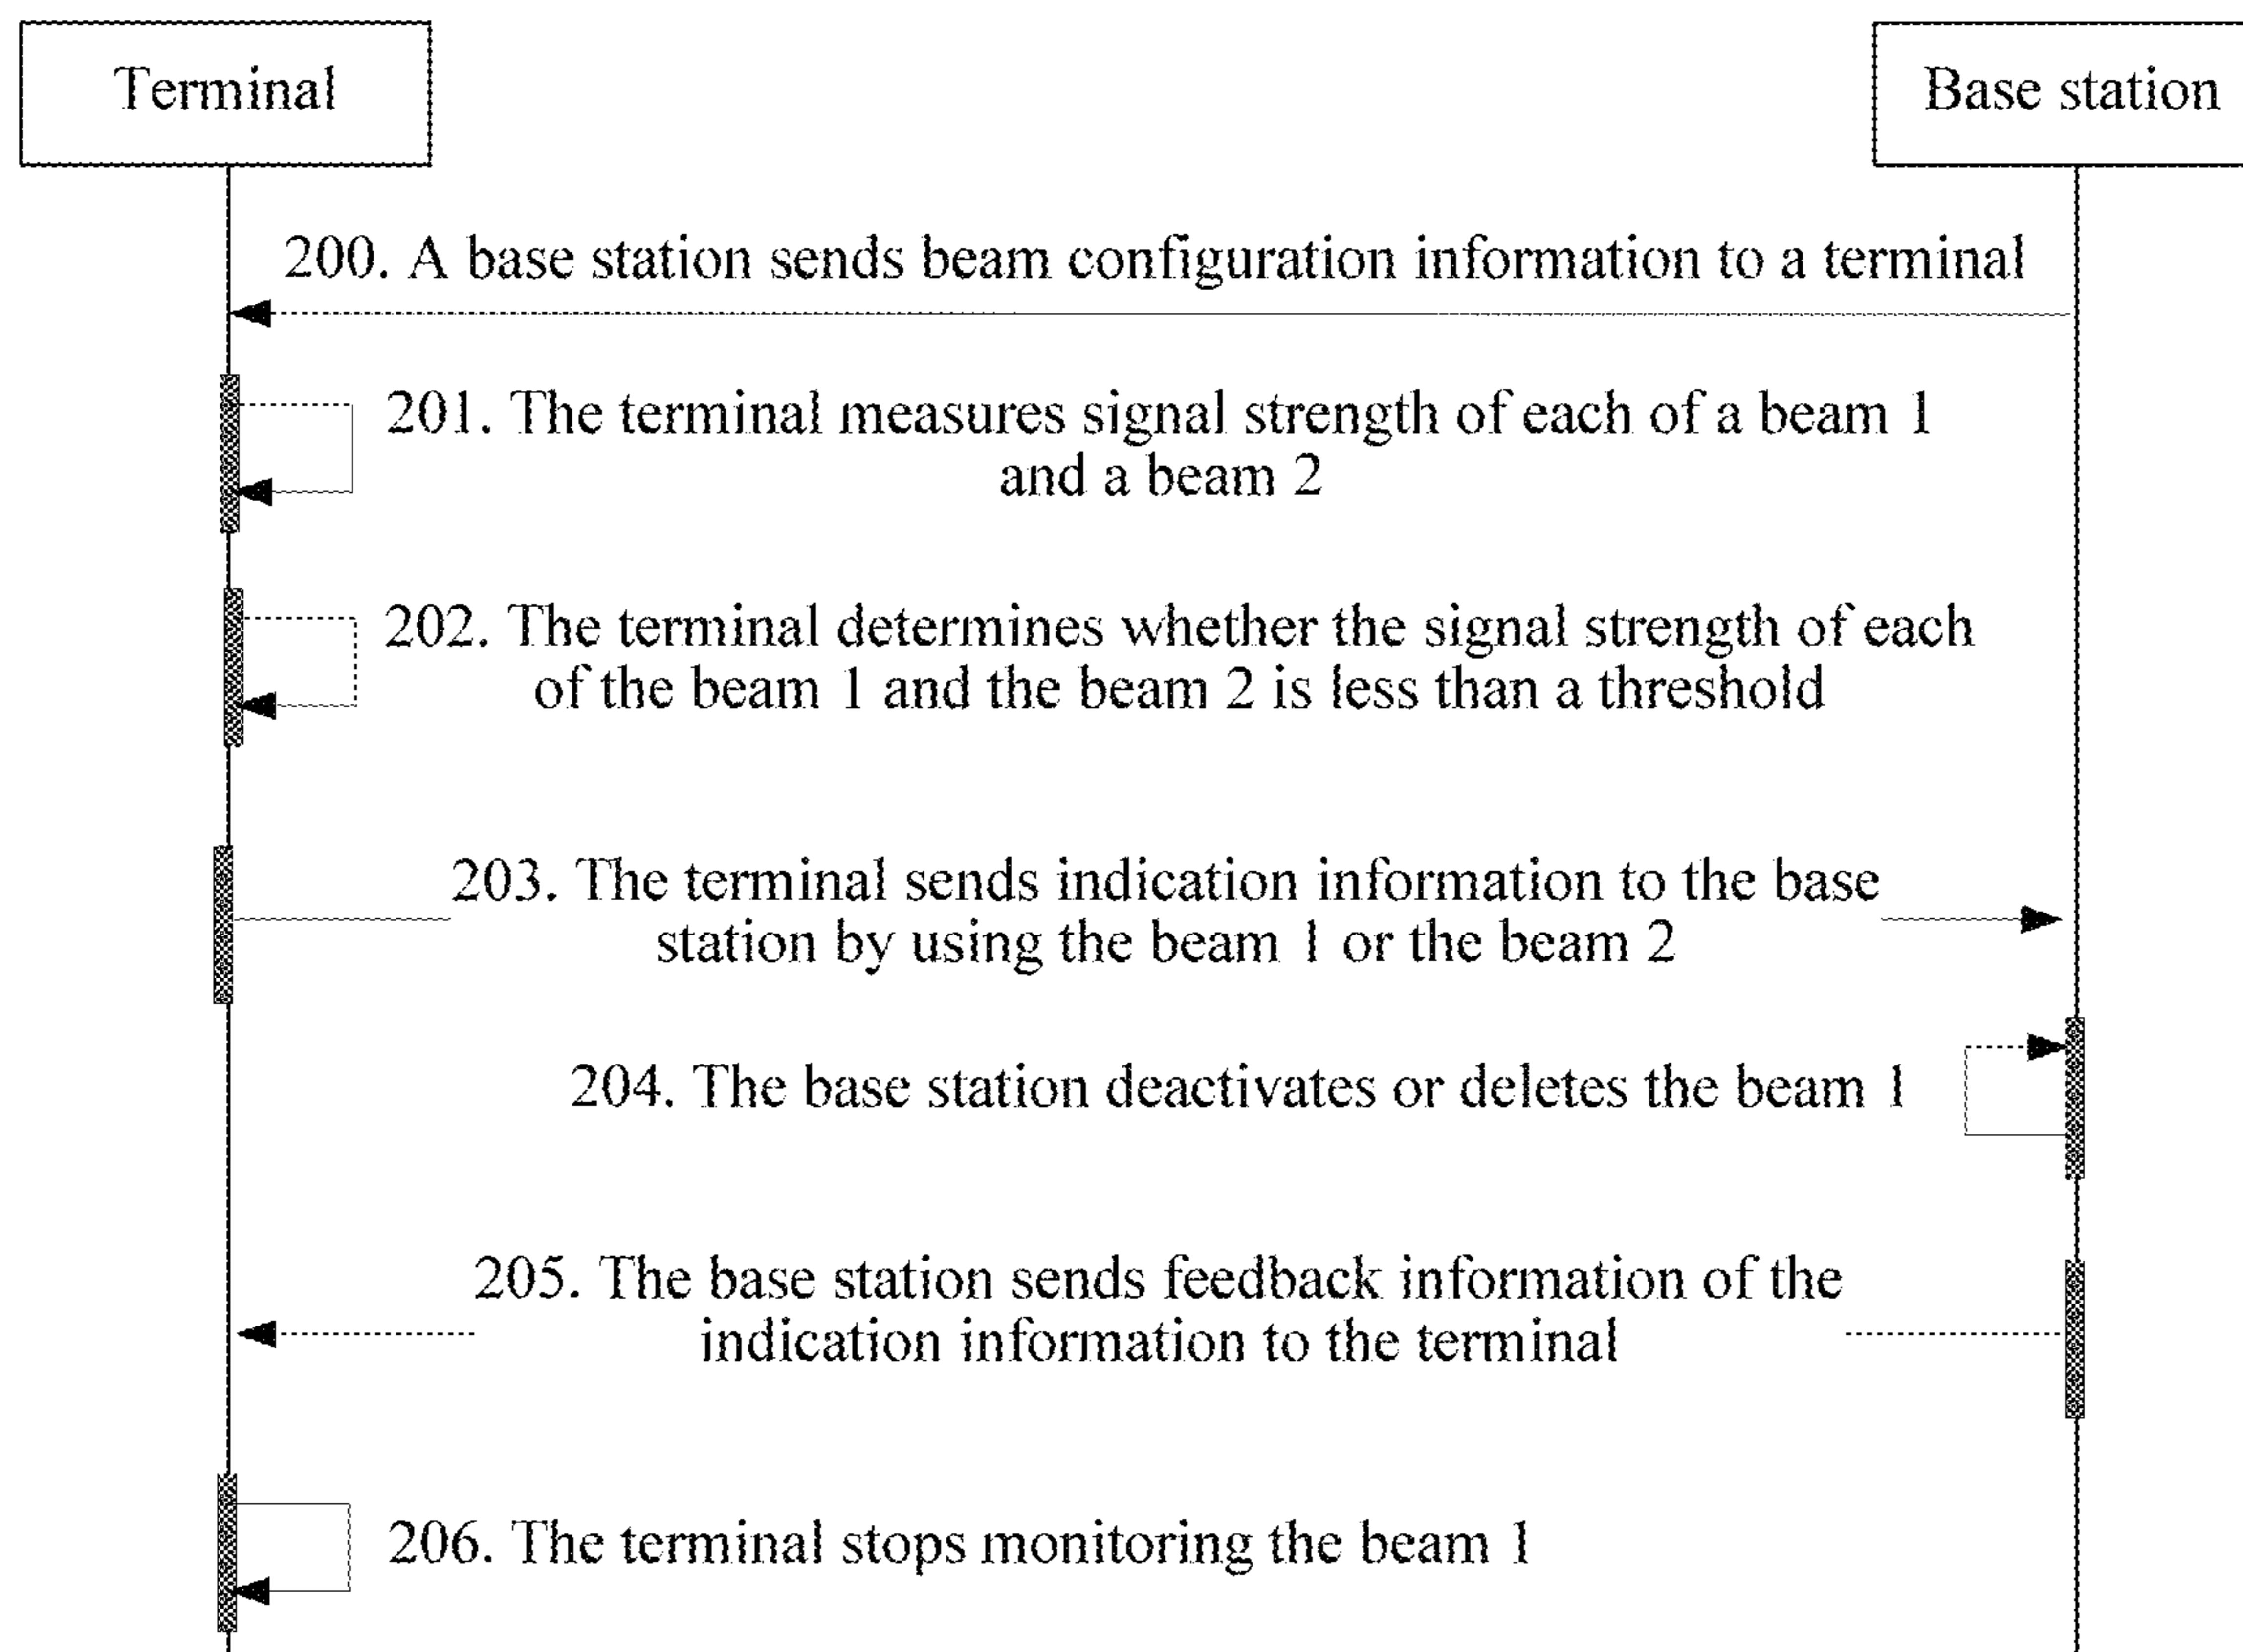 Terminal
Base station
200. A base station sends beam configuration information to a terminal
201. The terminal measures signal strength of each of a beam 1
and a beam 2
202. The terminal determines whether the signal strength of each
of the beam 1 and the beam 2 is less than a threshold
203. The terminal sends indication information to the base
station by using the beam 1 or the beam 2
204. The base station deactivates or deletes the beam 1
205. The base station sends feedback information of the
indication information to the terminal
206. The terminal stops monitoring the beam 1